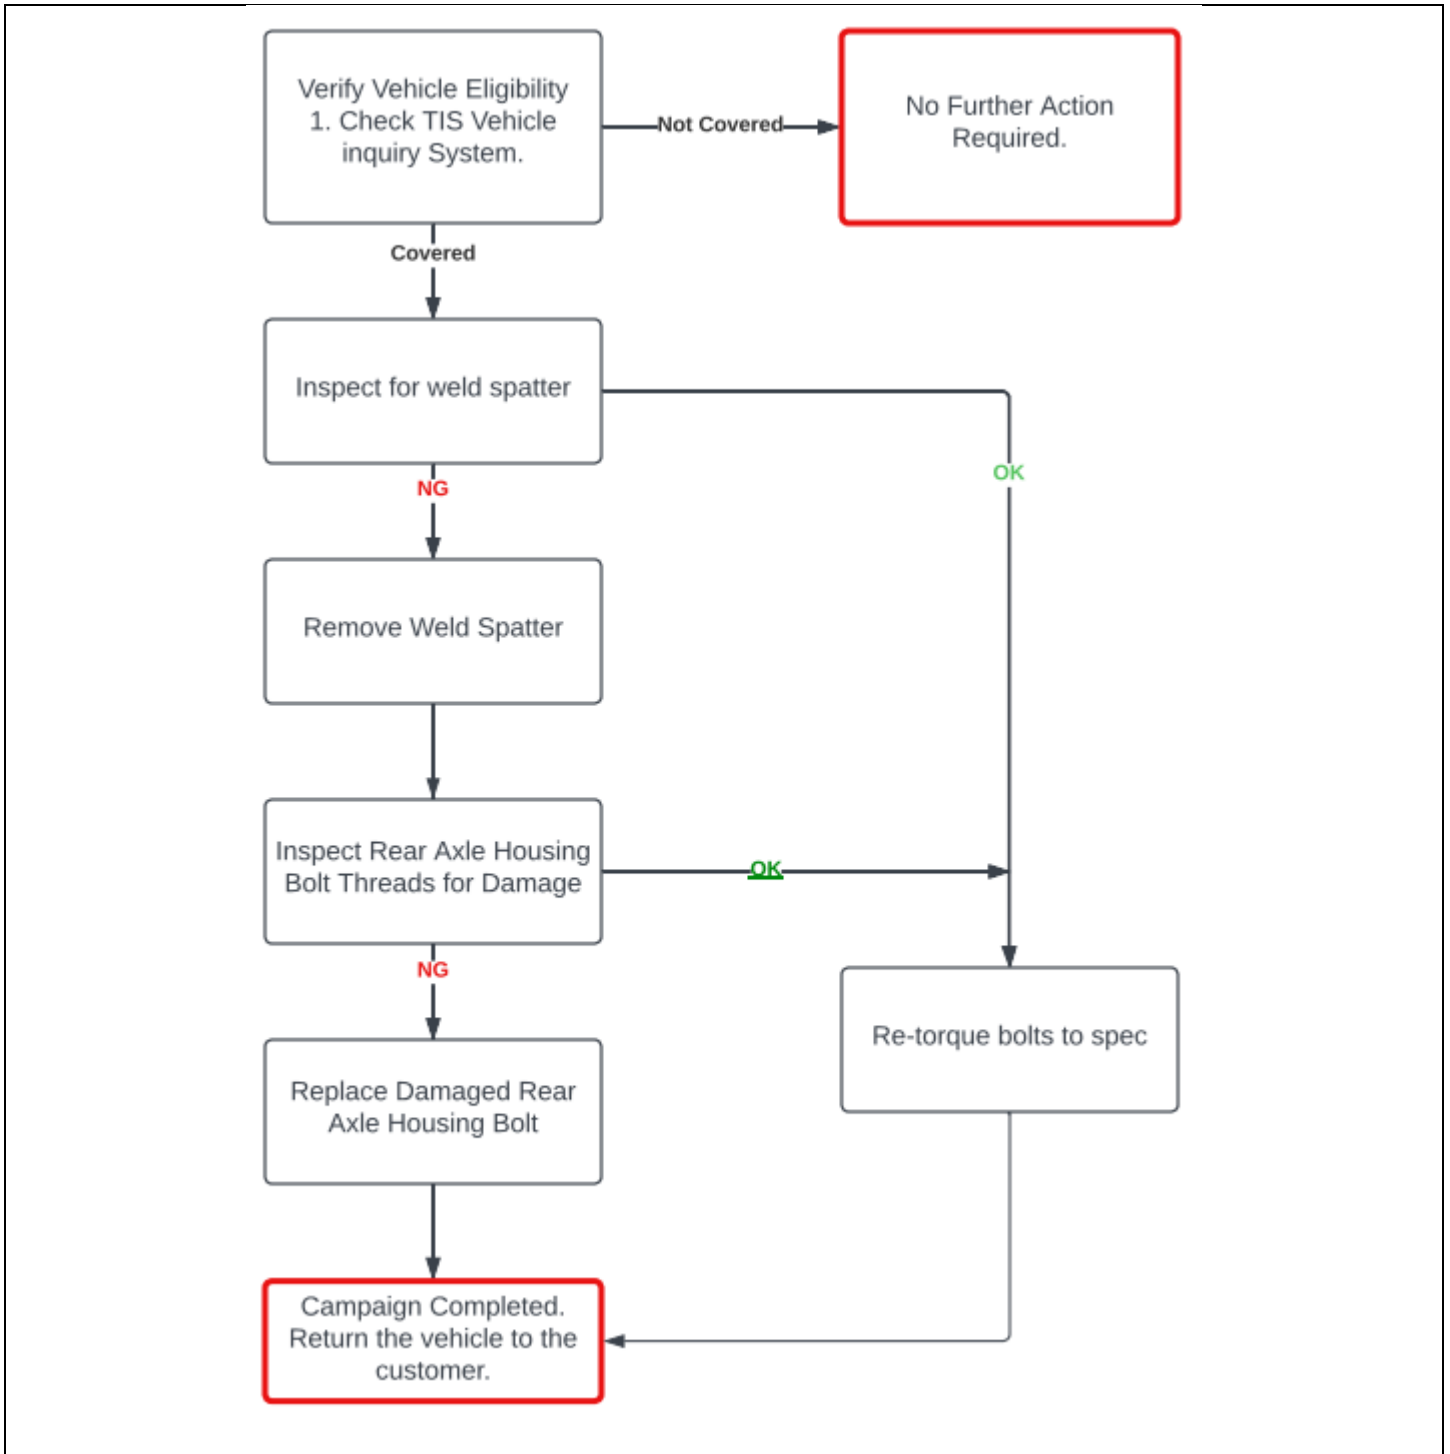 Verify Vehicle Eligibility
1. Check TIS Vehicle
inquiry System.
Not Covered
No Further Action
Required.
Covered
Inspect for weld spatter
OK
NG
Remove Weld Spatter
Inspect Rear Axle Housing
Bolt Threads for Damage
OK
NG
Re-torque bolts to spec
Replace Damaged Rear
Axle Housing Bolt
Campaign Completed.
Return the vehicle to the
customer.